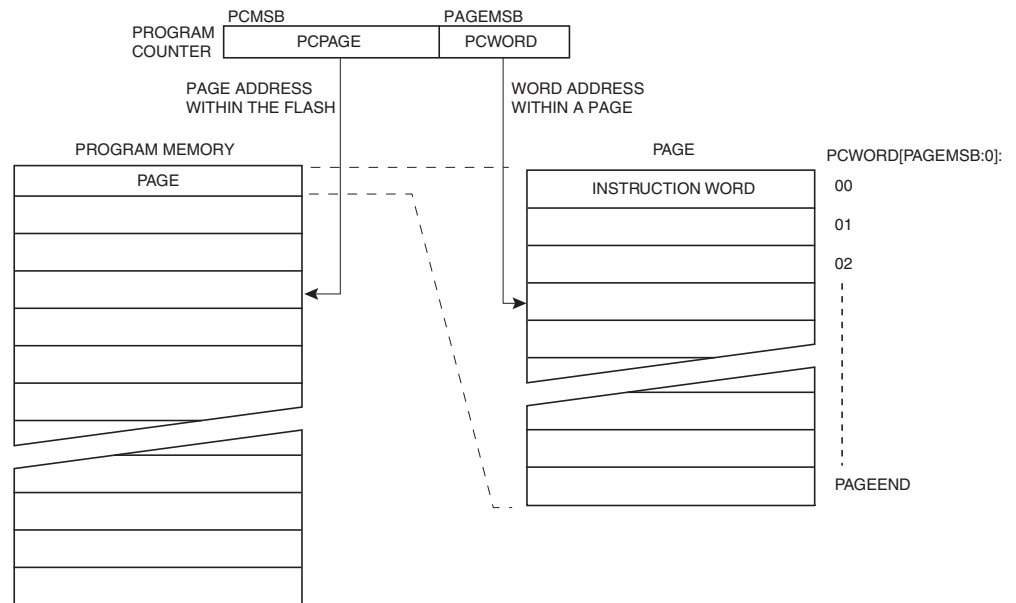 PCMSB
PAGEMSB
PROGRAM
COUNTER
PCPAGE
PCWORD
PAGE ADDRESS
WITHIN THE FLASH
WORD ADDRESS
WITHIN A PAGE
PROGRAM MEMORY
PAGE
PAGE
PCWORD[PAGEMSB:0]:
INSTRUCTION WORD
00
01
02
PAGEEND